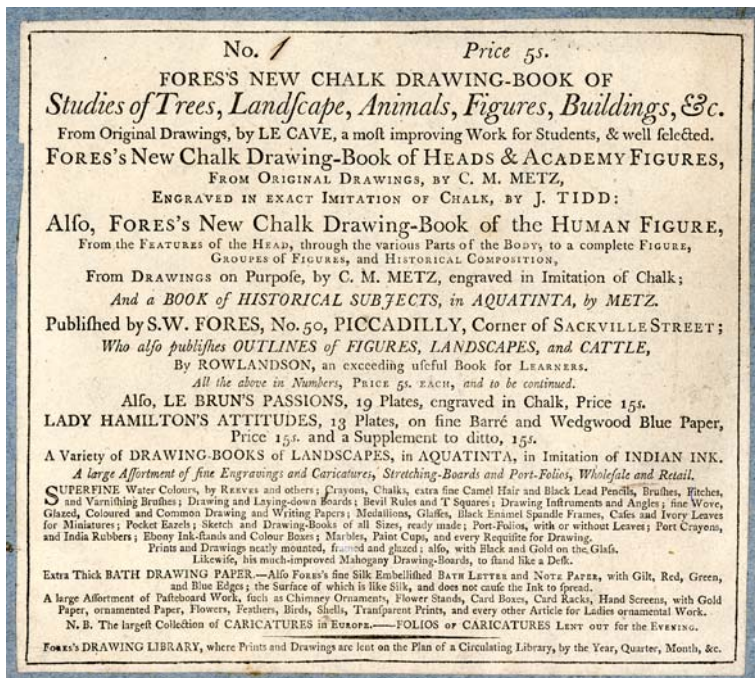 No. 1 Price 5s.
FORES'S NEW CHALK DRAWING-BOOK OF
Studies of Trees, Landſcape, Animals, Figures, Buildings, &c.
From Original Drawings, by LE CAVE, a moſt improving Work for Students, & well ſelected.
FORES's New Chalk Drawing-Book of HEADS & ACADEMY FIGURES,
FROM ORIGINAL DRAWINGS, BY C. M. METZ,
ENGRAVED IN EXACT IMITATION OF CHALK, BY J. TIDD:
Alſo, FORES's New Chalk Drawing-Book of the HUMAN FIGURE,
From the FEATURES of the HEAD, through the various Parts of the BODY, to a complete FIGURE,
GROUPES of FIGURES, and HISTORICAL COMPOSITION,
From DRAWINGS on Purpoſe, by C. M. METZ, engraved in Imitation of Chalk;
And a BOOK of HISTORICAL SUBJECTS, in AQUATINTA, by METZ.
Publiſhed by S.W. FORES, No. 50, PICCADILLY, Corner of SACKVILLE STREET;
Who alſo publiſhes OUTLINES of FIGURES, LANDSCAPES, and CATTLE,
By ROWLANDSON, an exceeding uſeful Book for LEARNERS.
All the above in Numbers, PRICE 5s. EACH, and to be continued.
Alſo, LE BRUN'S PASSIONS, 19 Plates, engraved in Chalk, Price 15s.
LADY HAMILTON'S ATTITUDES, 13 Plates, on fine Barré and Wedgwood Blue Paper,
Price 15s. and a Supplement to ditto, 15s.
A Variety of DRAWING-BOOKS of LANDSCAPES, in AQUATINTA, in Imitation of INDIAN INK.
A large Aſſortment of fine Engravings and Caricatures, Stretching-Boards and Port-Folios, Wholeſale and Retail.
SUPERFINE Water Colours, by REEVES and others; Crayons, Chalks, extra fine Camel Hair and Black Lead Pencils, Bruſhes, Fitches,
and Varniſhing Bruſhes; Drawing and Laying-down Boards; Bevil Rules and T Squares; Drawing Inſtruments and Angles; fine Wove,
Glazed, Coloured and Common Drawing and Writing Papers; Medallions, Glaſſes, Black Enamel Spandle Frames, Caſes and Ivory Leaves
for Miniatures; Pocket Eazels; Sketch and Drawing-Books of all Sizes, ready made; Port-Folios, with or without Leaves; Port Crayons,
and India Rubbers; Ebony Ink-ſtands and Colour Boxes; Marbles, Paint Cups, and every Requiſite for Drawing.
Prints and Drawings neatly mounted, framed and glazed; alſo, with Black and Gold on the Glaſs.
Likewiſe, his much-improved Mahogany Drawing-Boards, to ſtand like a Deſk.
Extra Thick BATH DRAWING PAPER.—Alſo FORES's fine Silk Embelliſhed BATH LETTER and NOTE PAPER, with Gilt, Red, Green,
and Blue Edges; the Surface of which is like Silk, and does not cauſe the Ink to ſpread.
A large Aſſortment of Paſteboard Work, ſuch as Chimney Ornaments, Flower Stands, Card Boxes, Card Racks, Hand Screens, with Gold
Paper, ornamented Paper, Flowers, Feathers, Birds, Shells, Tranſparent Prints, and every other Article for Ladies ornamental Work.
N. B. The largeſt Collection of CARICATURES in EUROPE.——FOLIOS of CARICATURES LENT OUT for the EVENING.
FORES's DRAWING LIBRARY, where Prints and Drawings are lent on the Plan of a Circulating Library, by the Year, Quarter, Month, &c.